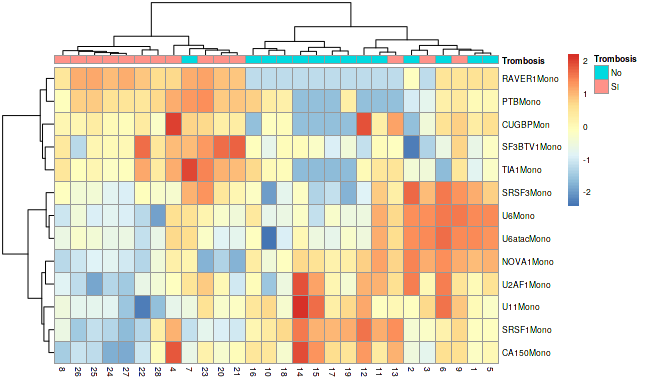 Trombosis
RAVER1Mono
PTBMono
CUGBPMon
SF3BTV1Mono
TIA1Mono
SRSF3Mono
U6Mono
U6atacMono
NOVA1Mono
U2AF1Mono
U11Mono
SRSF1Mono
CA150Mono
8 26 25 24 27 22 28 4 7 23 20 21 16 10 18 14 15 17 19 12 11 13 2 3 6 9 1 5
2
1
0
-1
-2
Trombosis
No
SI